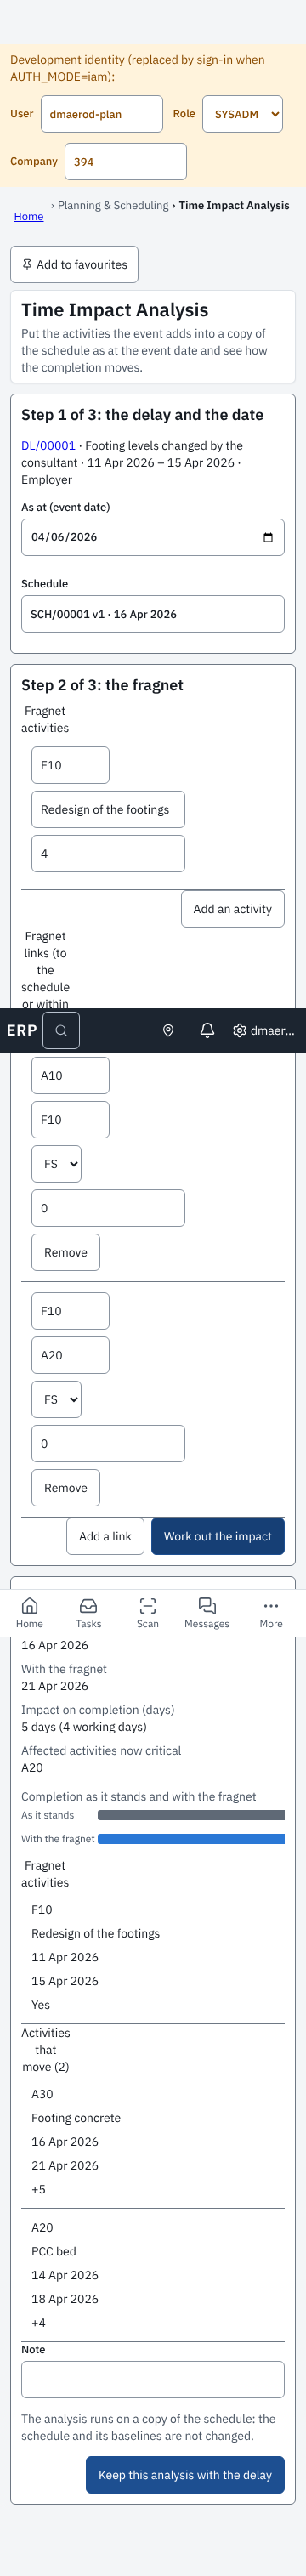 Development identity (replaced by sign-in when
AUTH_MODE=iam):
User dmaerod-plan Role SYSADM
Company 394
Home › Planning & Scheduling › Time Impact Analysis
Add to favourites
Time Impact Analysis
Put the activities the event adds into a copy of
the schedule as at the event date and see how
the completion moves.
Step 1 of 3: the delay and the date
DL/00001 · Footing levels changed by the
consultant · 11 Apr 2026 – 15 Apr 2026 ·
Employer
As at (event date)
04/06/2026
Schedule
SCH/00001 v1 · 16 Apr 2026
Step 2 of 3: the fragnet
Fragnet
activities
F10
Redesign of the footings
4
Add an activity
Fragnet
links (to
the
schedule
or within
ERP
dmaer...
A10
F10
FS
0
Remove
F10
A20
FS
0
Remove
Add a link
Work out the impact
Home
Tasks
Scan
Messages
More
16 Apr 2026
With the fragnet
21 Apr 2026
Impact on completion (days)
5 days (4 working days)
Affected activities now critical
A20
Completion as it stands and with the fragnet
As it stands
With the fragnet
Fragnet
activities
F10
Redesign of the footings
11 Apr 2026
15 Apr 2026
Yes
Activities
that
move (2)
A30
Footing concrete
16 Apr 2026
21 Apr 2026
+5
A20
PCC bed
14 Apr 2026
18 Apr 2026
+4
Note
The analysis runs on a copy of the schedule: the
schedule and its baselines are not changed.
Keep this analysis with the delay